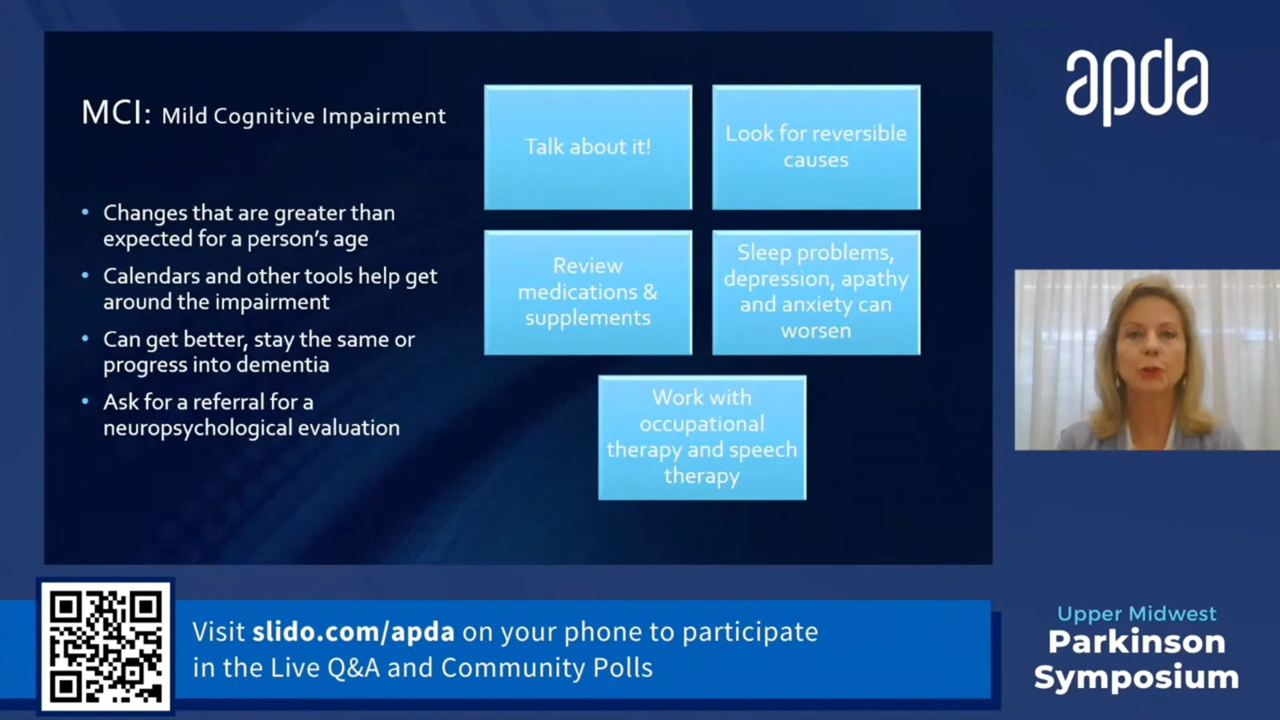 MCI: Mild Cognitive Impairment
• Changes that are greater than
expected for a person's age
• Calendars and other tools help get
around the impairment
• Can get better, stay the same or
progress into dementia
• Ask for a referral for a
neuropsychological evaluation
Talk about it!
Look for reversible
causes
Review
medications &
supplements
Sleep problems,
depression, apathy
and anxiety can
worsen
Work with
occupational
therapy and speech
therapy
apda
Visit slido.com/apda on your phone to participate
in the Live Q&A and Community Polls
Upper Midwest
Parkinson
Symposium